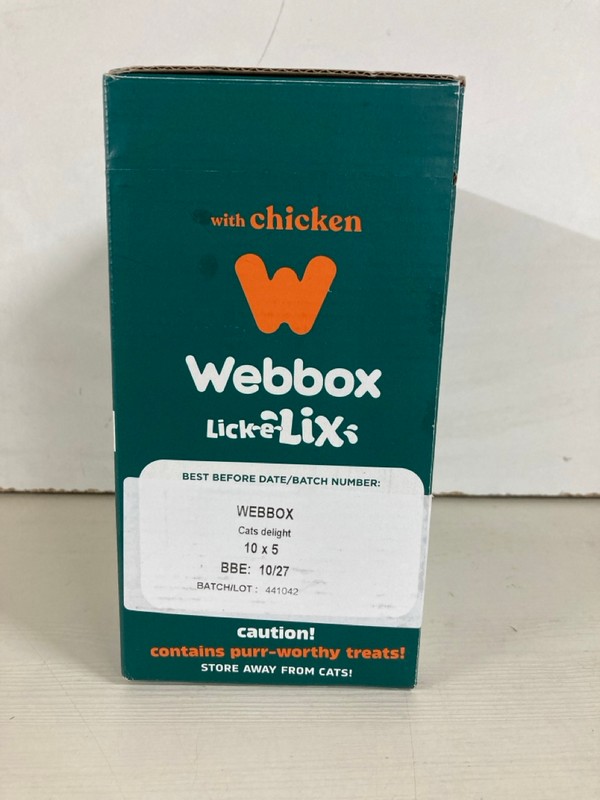 with chicken
W
Webbox
Lick-e-Lix
BEST BEFORE DATE/BATCH NUMBER:
WEBBOX
Cats delight
10 x 5
BBE: 10/27
BATCH/LOT : 441042
caution!
contains purr-worthy treats!
STORE AWAY FROM CATS!